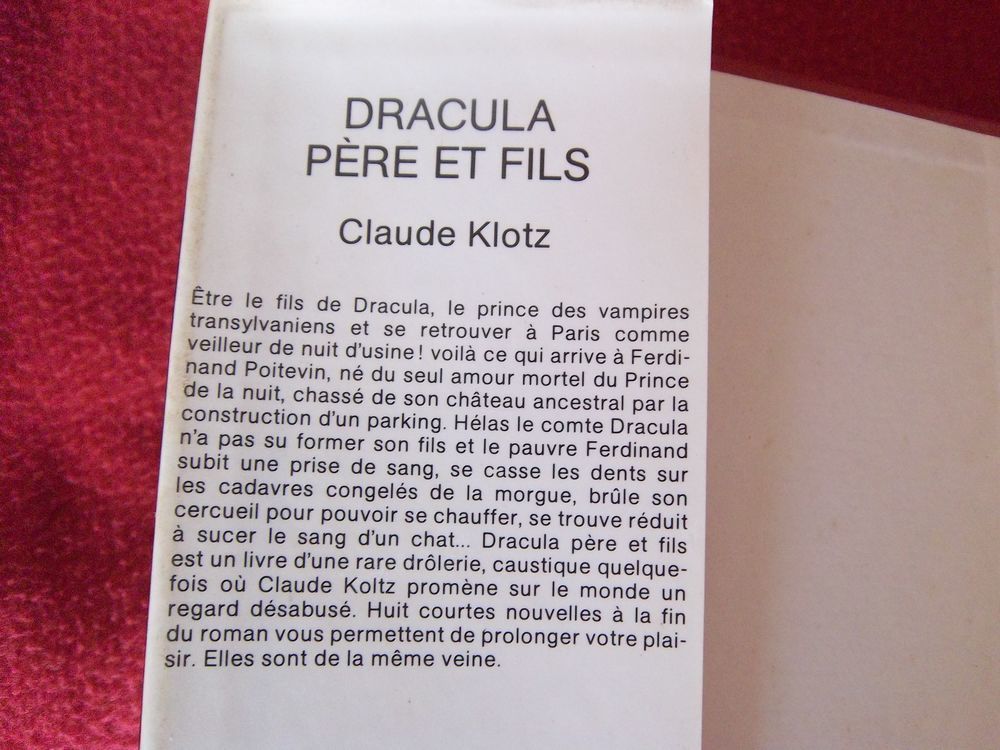 DRACULA
PÈRE ET FILS
Claude Klotz
Être le fils de Dracula, le prince des vampires
transylvaniens et se retrouver à Paris comme
veilleur de nuit d'usine! voilà ce qui arrive à Ferdi-
nand Poitevin, né du seul amour mortel du Prince
de la nuit, chassé de son château ancestral par la
construction d'un parking. Hélas le comte Dracula
n'a pas su former son fils et le pauvre Ferdinand
subit une prise de sang, se casse les dents sur
les cadavres congelés de la morgue, brûle son
cercueil pour pouvoir se chauffer, se trouve réduit
à sucer le sang d'un chat... Dracula père et fils
est un livre d'une rare drôlerie, caustique quelque-
fois où Claude Koltz promène sur le monde un
regard désabusé. Huit courtes nouvelles à la fin
du roman vous permettent de prolonger votre plai-
sir. Elles sont de la même veine.